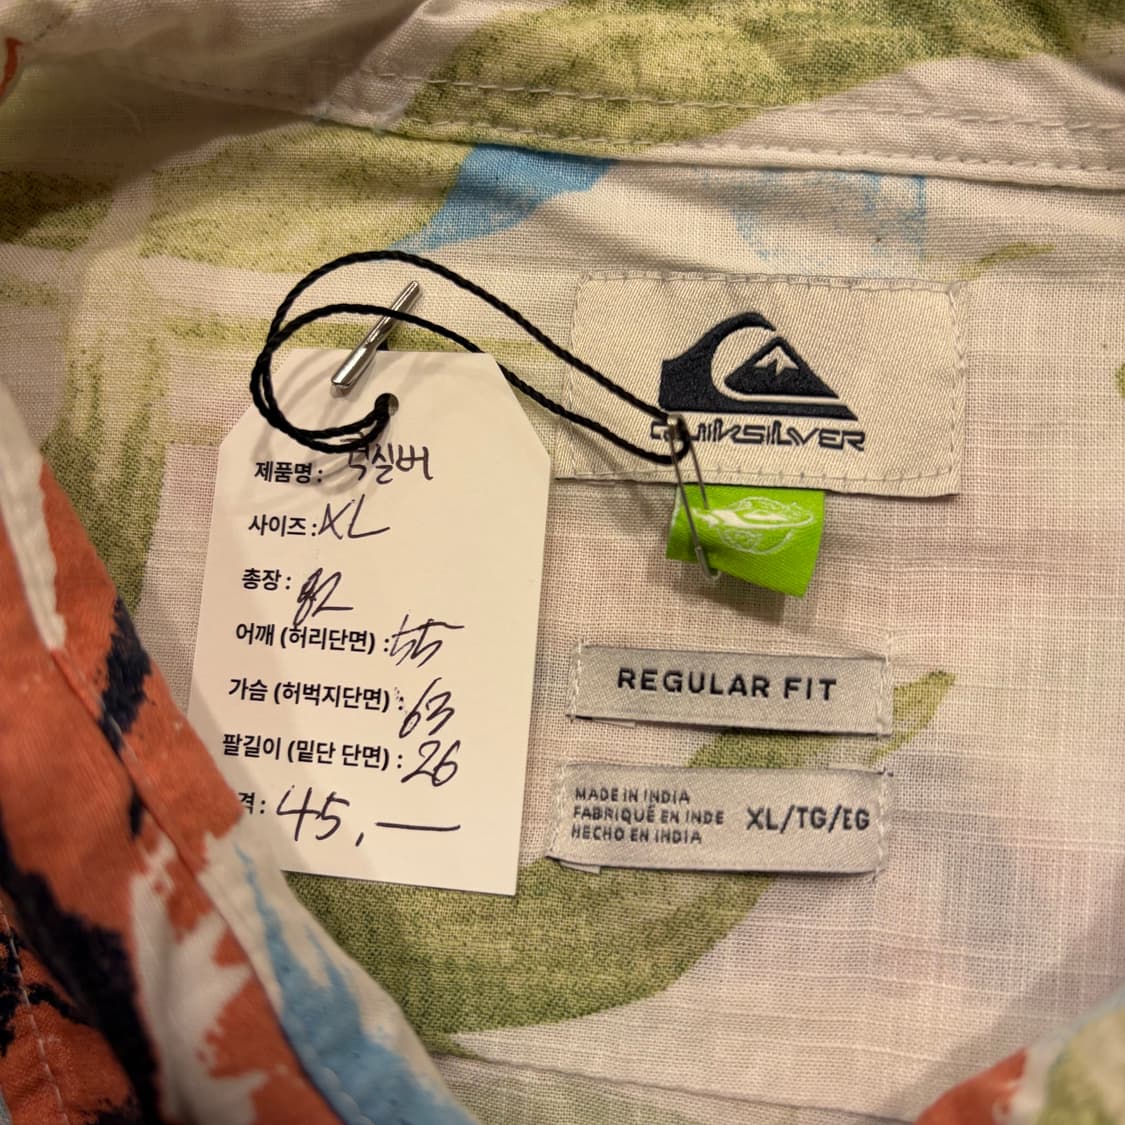 제품명: 퀵실버
사이즈: XL
총장: 82
어깨 (허리단면) : 55
가슴 (허벅지단면) : 63
팔길이 (밑단 단면) : 26
격: 45,—
QUIKSILVER
REGULAR FIT
MADE IN INDIA
FABRIQUÉ EN INDE
HECHO EN INDIA
XL/TG/EG